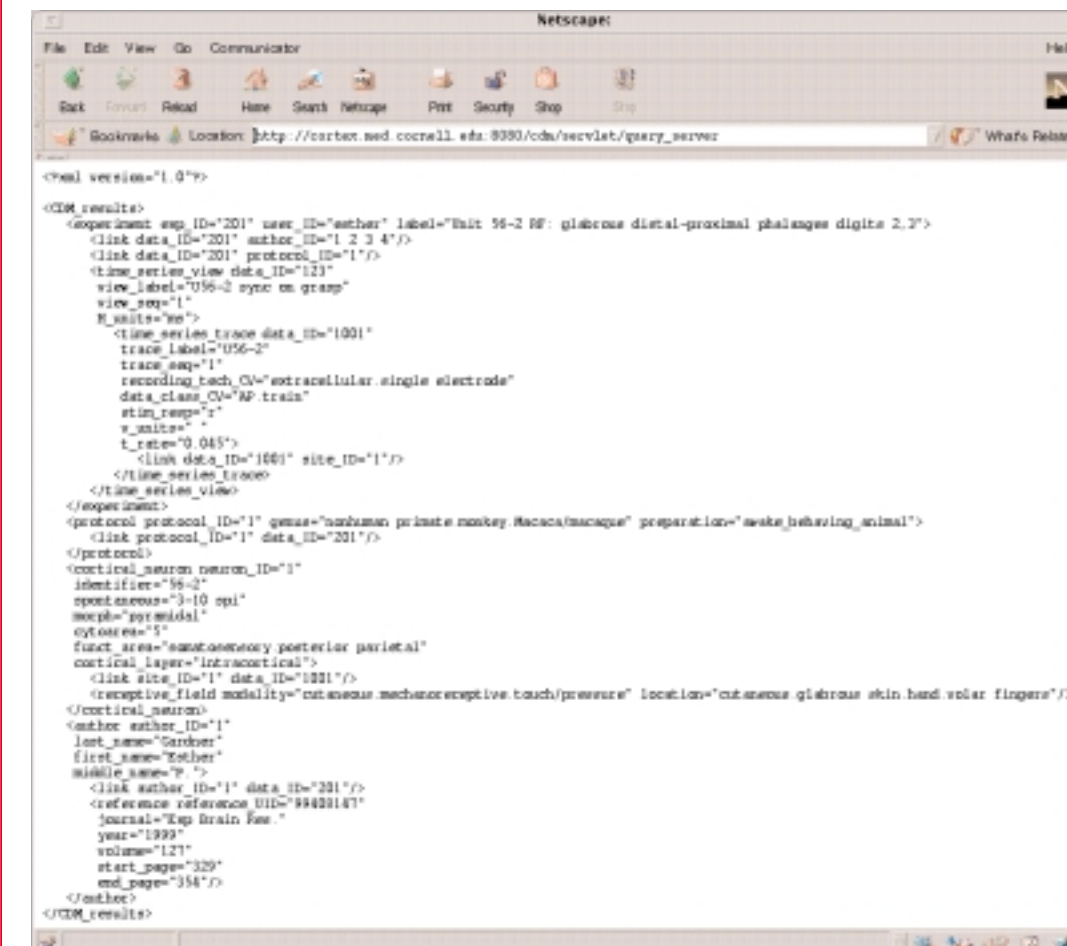 Netscape:
File Edit View Go Communicator Hel
Back Forward Reload Home Search Netscape Print Security Shop Stop
Bookmarks Location: http://cortex.med.cornell.edu:8080/cdm/servlet/query_server What's Relate
<?xml version="1.0"?>
<CDM_results>
<experiment exp_ID="201" user_ID="esther" label="Unit 56-2 RF: glabrous distal-proximal phalanges digits 2,3">
<link data_ID="201" author_ID="1 2 3 4"/>
<link data_ID="201" protocol_ID="1"/>
<time_series_view data_ID="123"
view_label="U56-2 sync on grasp"
view_seq="1"
M_units="ms">
<time_series_trace data_ID="1001"
trace_label="U56-2"
trace_seq="1"
recording_tech_CV="extracellular.single electrode"
data_class_CV="AP.train"
stim_resp="r"
v_units=" "
t_rate="0.045">
<link data_ID="1001" site_ID="1"/>
</time_series_trace>
</time_series_view>
</experiment>
<protocol protocol_ID="1" genus="nonhuman primate.monkey.Macaca/macaque" preparation="awake_behaving_animal">
<link protocol_ID="1" data_ID="201"/>
</protocol>
<cortical_neuron neuron_ID="1"
identifier="56-2"
spontaneous="3-10 spi"
morph="pyramidal"
cytoarea="5"
funct_area="somatosensory.posterior parietal"
cortical_layer="intracortical">
<link site_ID="1" data_ID="1001"/>
<receptive_field modality="cutaneous.mechanoreceptive.touch/pressure" location="cutaneous.glabrous skin.hand.volar fingers"/>
</cortical_neuron>
<author author_ID="1"
last_name="Gardner"
first_name="Esther"
middle_name="P.">
<link author_ID="1" data_ID="201"/>
<reference reference_UID="99408147"
journal="Exp Brain Res."
year="1999"
volume="127"
start_page="329"
end_page="354"/>
</author>
</CDM_results>